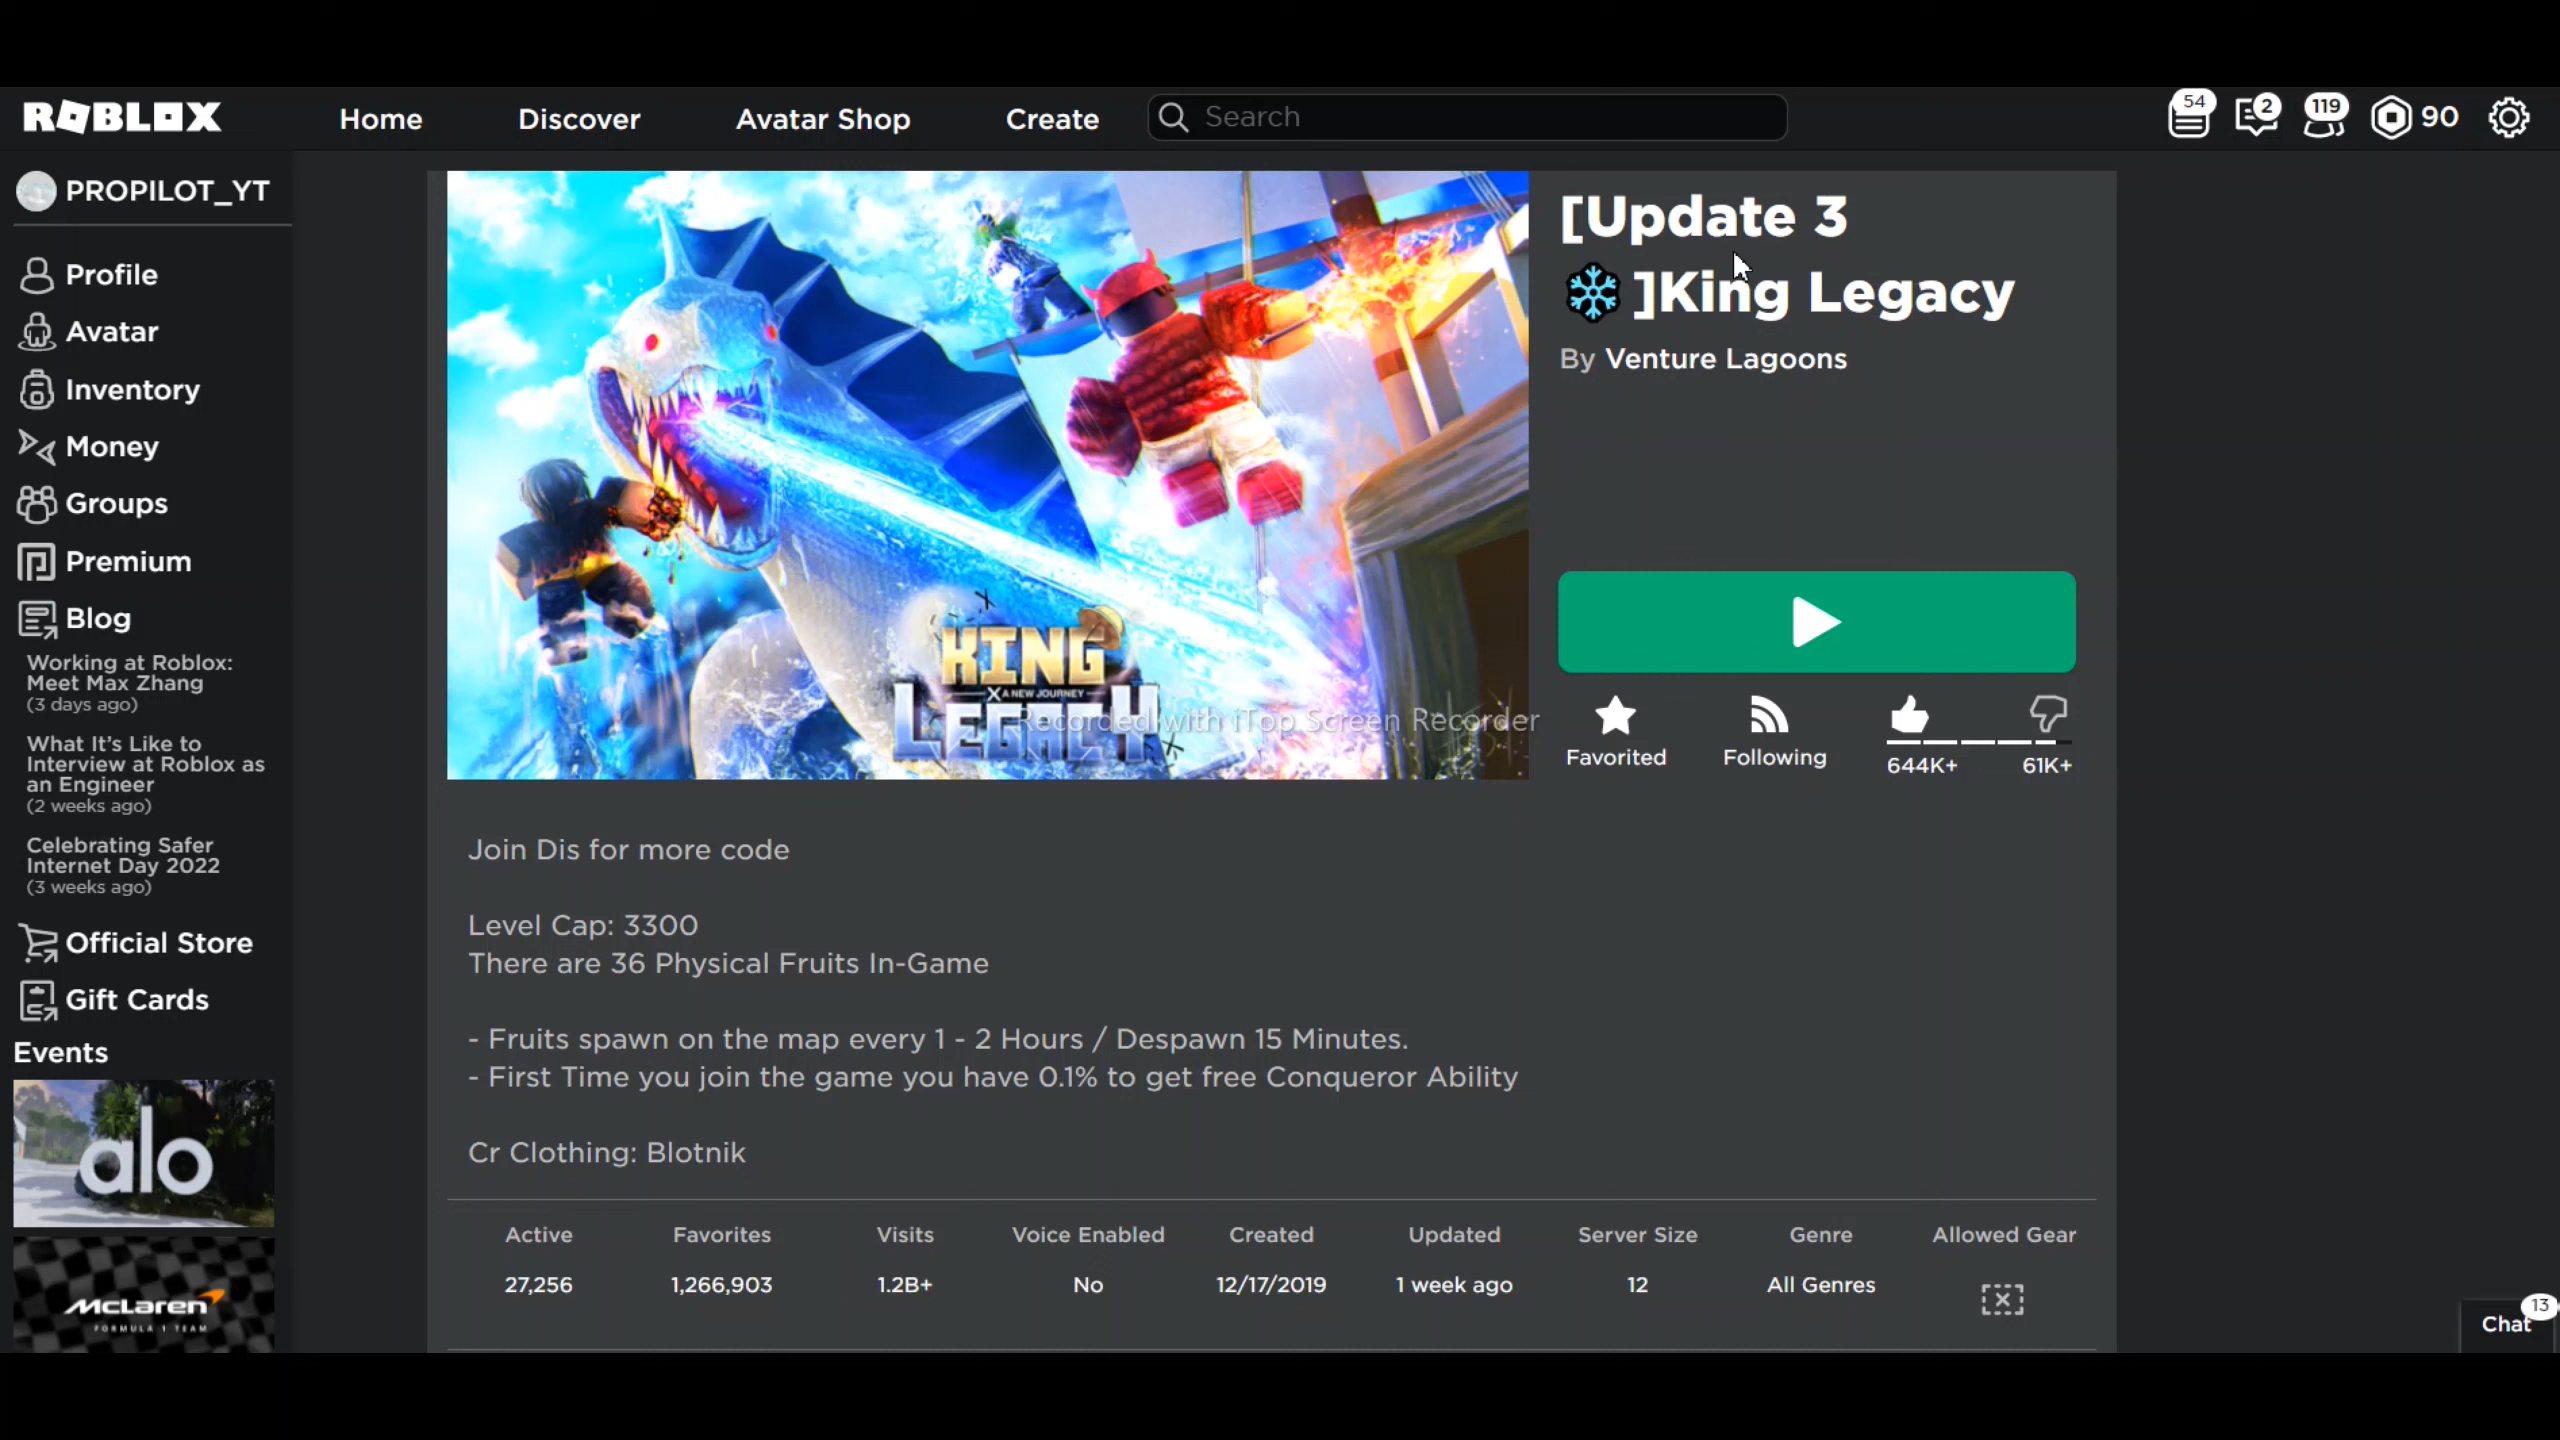 ROBLOX
Home
Discover
Avatar Shop
Create
Search
54
2
119
90
PROPILOT_YT
Profile
Avatar
Inventory
Money
Groups
Premium
Blog
Working at Roblox:
Meet Max Zhang
(3 days ago)
What It's Like to
Interview at Roblox as
an Engineer
(2 weeks ago)
Celebrating Safer
Internet Day 2022
(3 weeks ago)
Official Store
Gift Cards
Events
alo
McLaren
FORMULA 1 TEAM
KING
X A NEW JOURNEY
LEGACY
Recorded with iTop Screen Recorder
[Update 3
❄️]King Legacy
By Venture Lagoons
Favorited
Following
644K+
61K+
Join Dis for more code
Level Cap: 3300
There are 36 Physical Fruits In-Game
- Fruits spawn on the map every 1 - 2 Hours / Despawn 15 Minutes.
- First Time you join the game you have 0.1% to get free Conqueror Ability
Cr Clothing: Blotnik
Active Favorites Visits Voice Enabled Created Updated Server Size Genre Allowed Gear
27,256 1,266,903 1.2B+ No 12/17/2019 1 week ago 12 All Genres
Chat
13